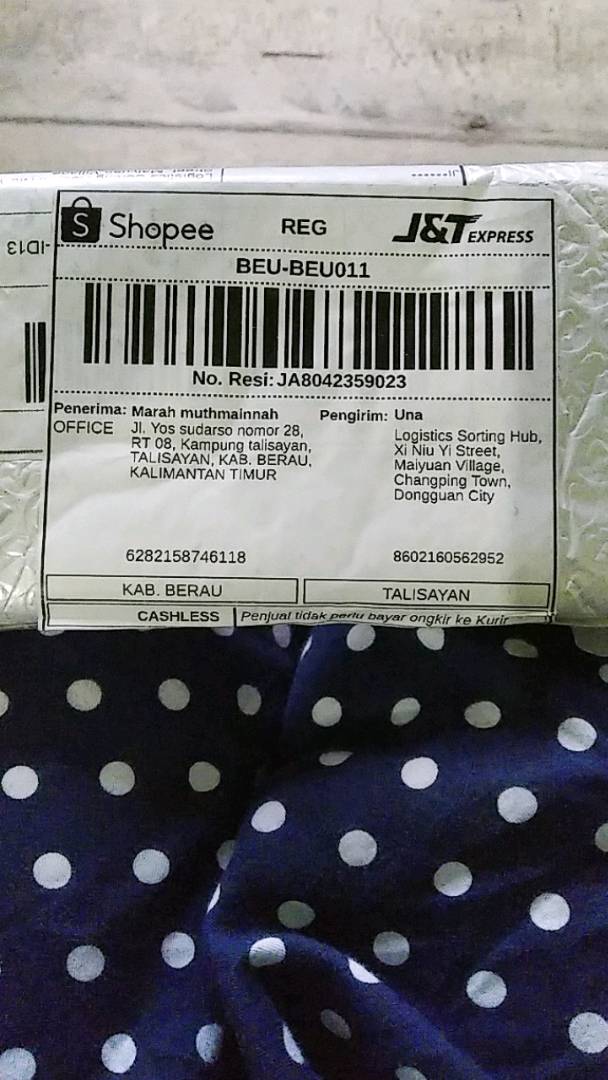 Shopee REG J&T EXPRESS
BEU-BEU011
-ID13
No. Resi: JA8042359023
Penerima: Marah muthmainnah
OFFICE
Jl. Yos sudarso nomor 28,
RT 08, Kampung talisayan,
TALISAYAN, KAB. BERAU,
KALIMANTAN TIMUR
6282158746118
Pengirim: Una
Logistics Sorting Hub,
Xi Niu Yi Street,
Maiyuan Village,
Changping Town,
Dongguan City
8602160562952
KAB. BERAU
TALISAYAN
CASHLESS
Penjual tidak perlu bayar ongkir ke Kurir